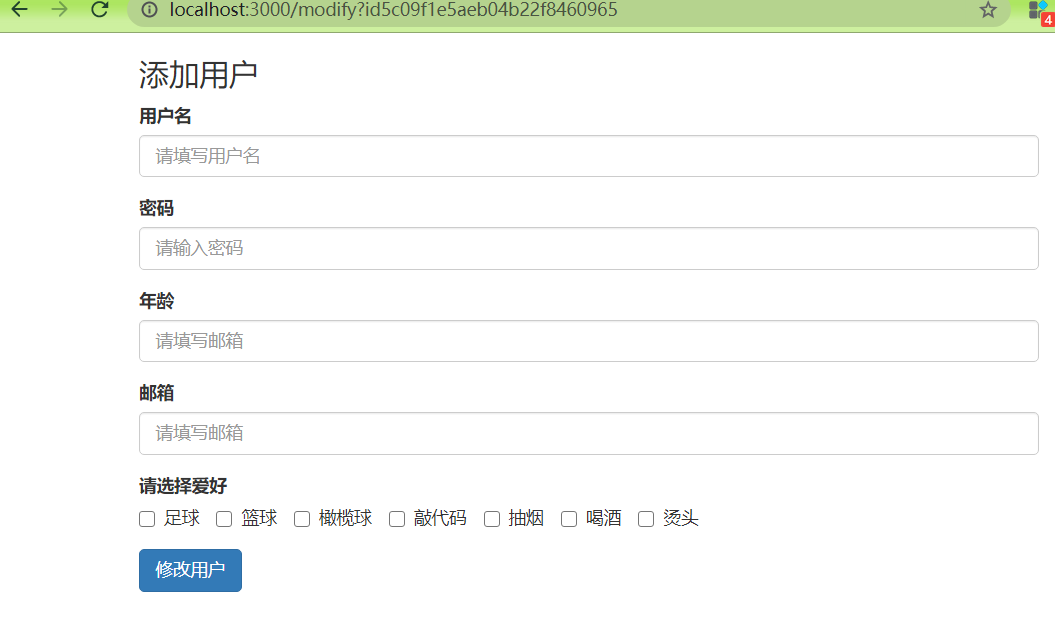 localhost:3000/modify?id5c09f1e5aeb04b22f8460965
4
添加用户
用户名
请填写用户名
密码
请输入密码
年龄
请填写邮箱
邮箱
请填写邮箱
请选择爱好
足球 篮球 橄榄球 敲代码 抽烟 喝酒 烫头
修改用户